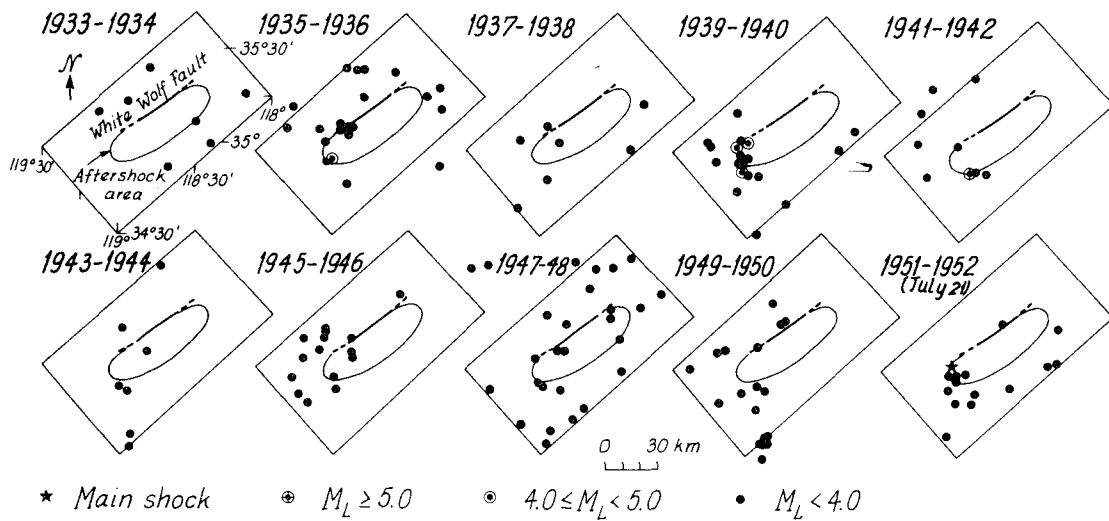 1933-1934
1935-1936
1937-1938
1939-1940
1941-1942
N
White Wolf Fault
35°30'
118°
35°
118°30'
119°30'
Aftershock
area
119° 34°30'
1943-1944
1945-1946
1947-48
1949-1950
1951-1952
(July 21)
0 30 km
Main shock
M_L ≥ 5.0
4.0 ≤ M_L < 5.0
M_L < 4.0